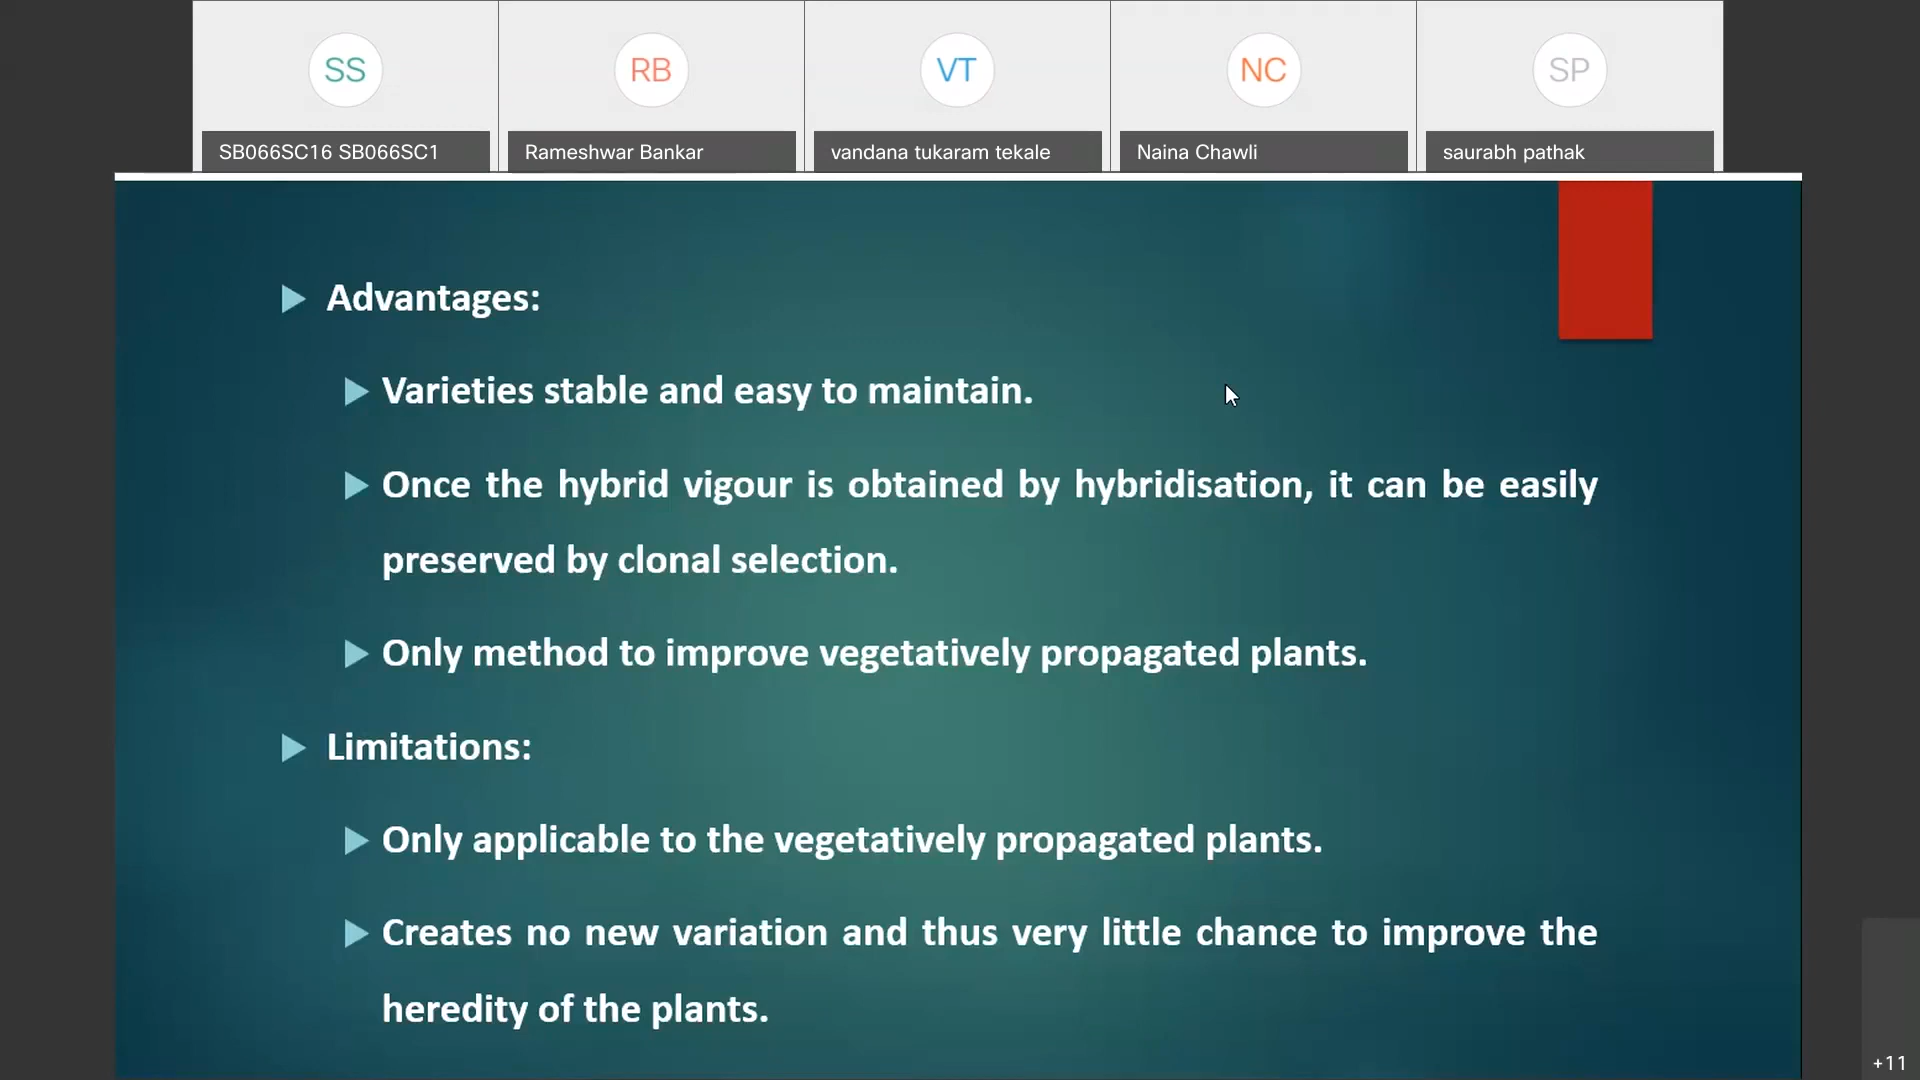 SS
RB
VT
NC
SP
SB066SC16 SB066SC1
Rameshwar Bankar
vandana tukaram tekale
Naina Chawli
saurabh pathak
Advantages:
Varieties stable and easy to maintain.
Once the hybrid vigour is obtained by hybridisation, it can be easily
preserved by clonal selection.
Only method to improve vegetatively propagated plants.
Limitations:
Only applicable to the vegetatively propagated plants.
Creates no new variation and thus very little chance to improve the
heredity of the plants.
+11